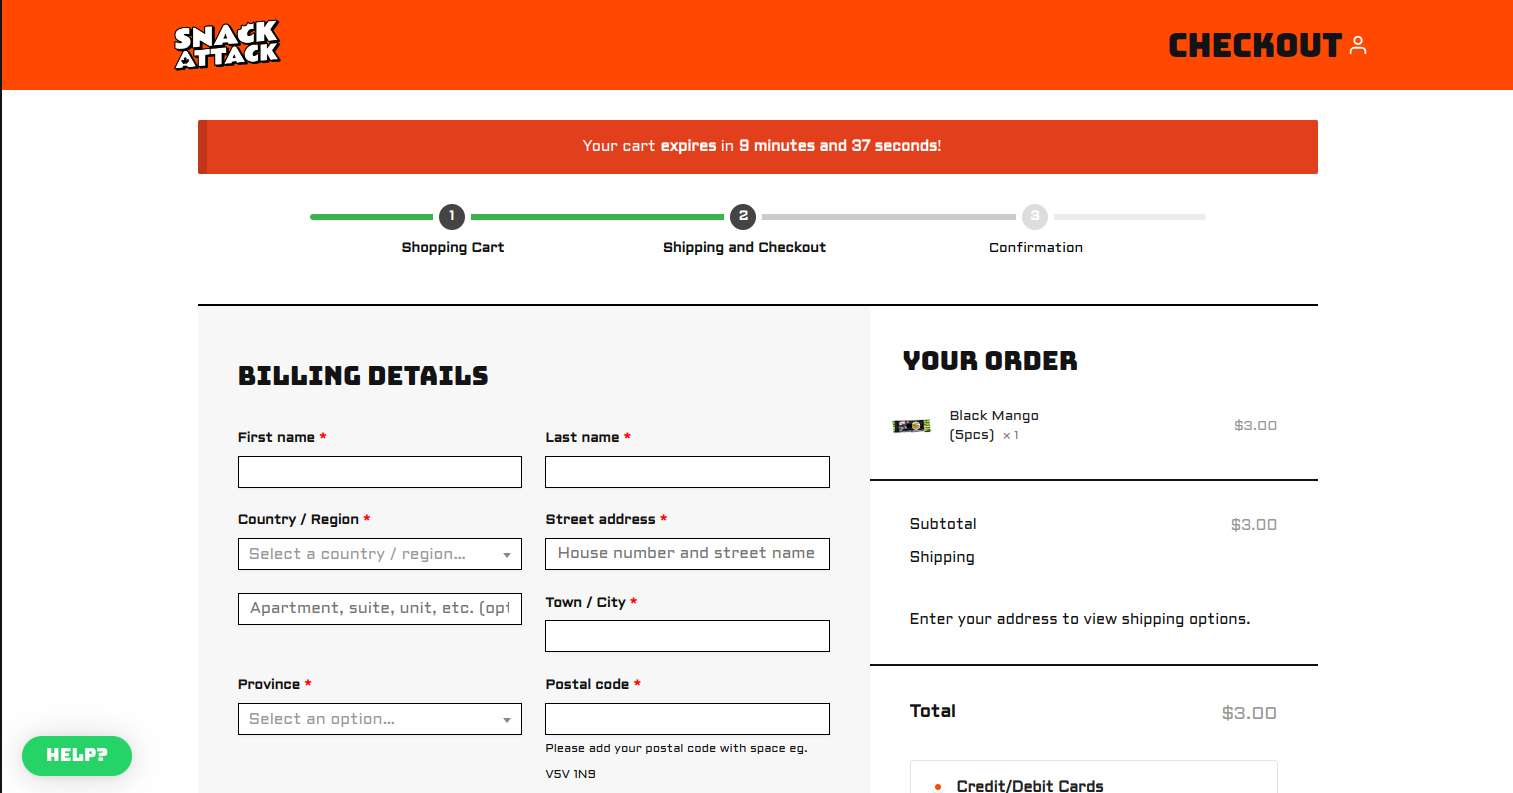 SNACK
ATTACK
CHECKOUT
Your cart expires in 9 minutes and 37 seconds!
1
2
3
Shopping Cart
Shipping and Checkout
Confirmation
BILLING DETAILS
First name *
Last name *
Country / Region *
Street address *
Select a country / region...
House number and street name
Apartment, suite, unit, etc. (opt
Town / City *
Province *
Postal code *
Select an option...
Please add your postal code with space eg.
V5V 1N9
YOUR ORDER
Black Mango
(5pcs) × 1
$3.00
Subtotal
$3.00
Shipping
Enter your address to view shipping options.
Total
$3.00
Credit/Debit Cards
HELP?